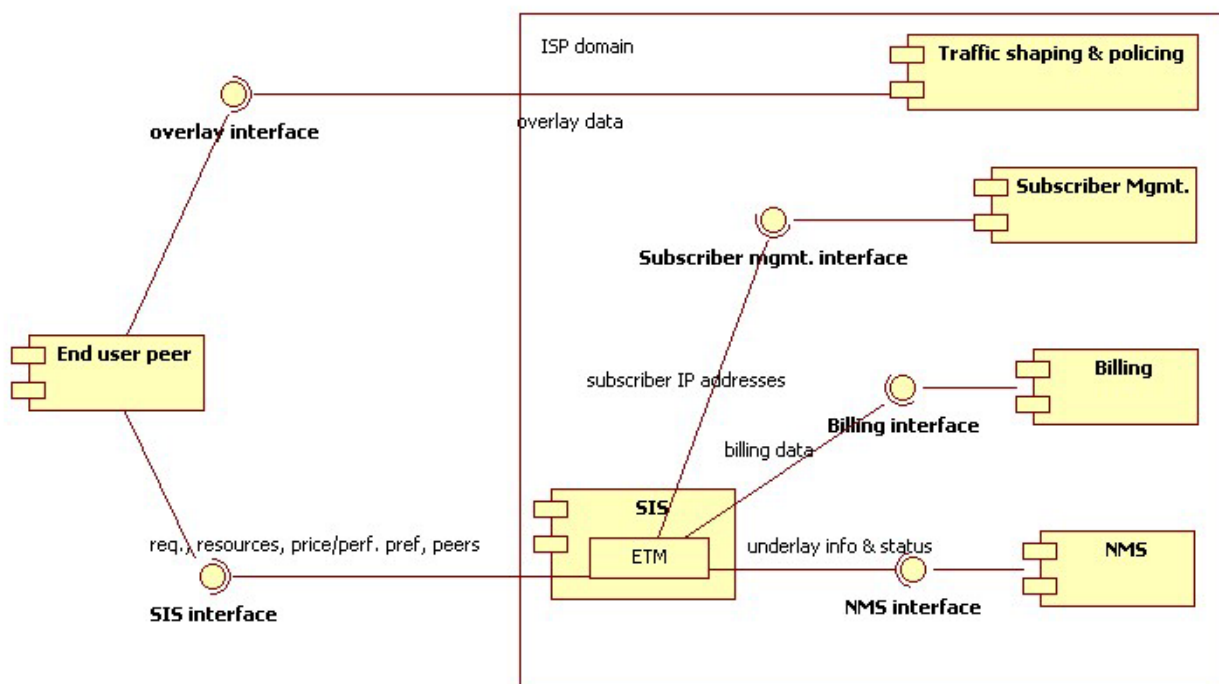 ISP domain
Traffic shaping & policing
overlay interface
overlay data
Subscriber Mgmt.
Subscriber mgmt. interface
End user peer
subscriber IP addresses
Billing
Billing interface
billing data
SIS
req., resources, price/perf. pref, peers
ETM
underlay info & status
NMS
SIS interface
NMS interface